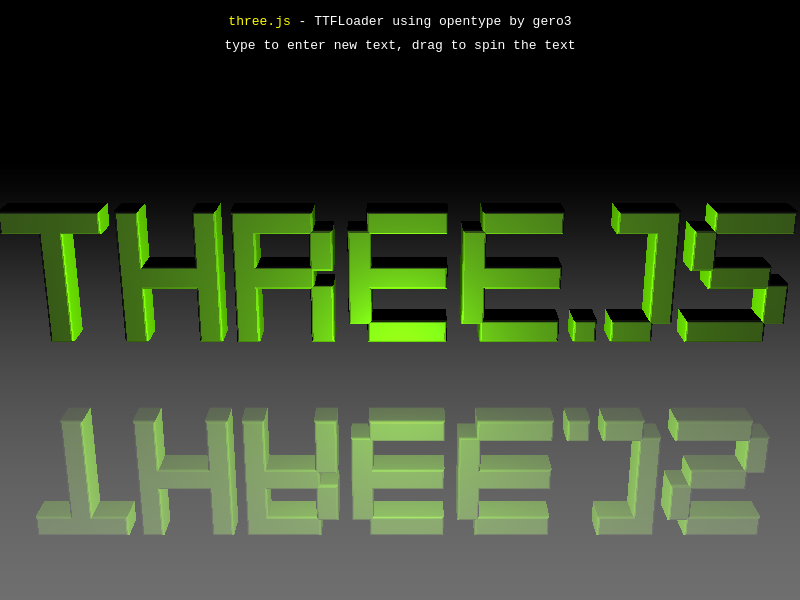 three.js - TTFLoader using opentype by gero3
type to enter new text, drag to spin the text
THREE.JS